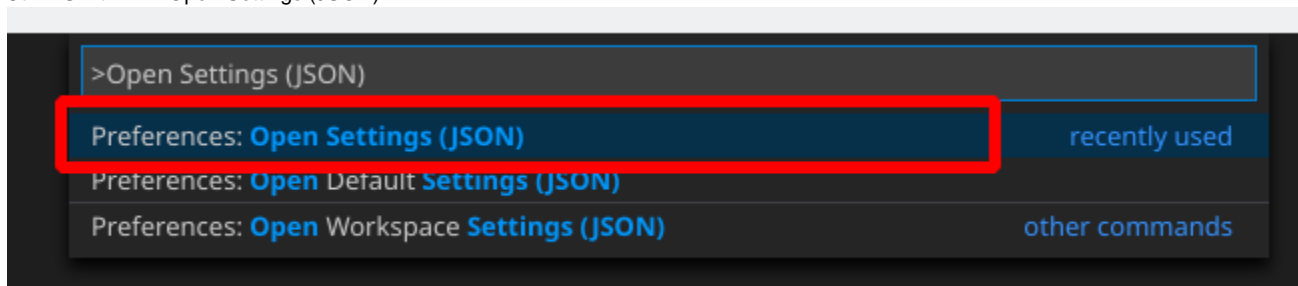 >Open Settings (JSON)
Preferences: Open Settings (JSON) recently used
Preferences: Open Default Settings (JSON)
Preferences: Open Workspace Settings (JSON) other commands